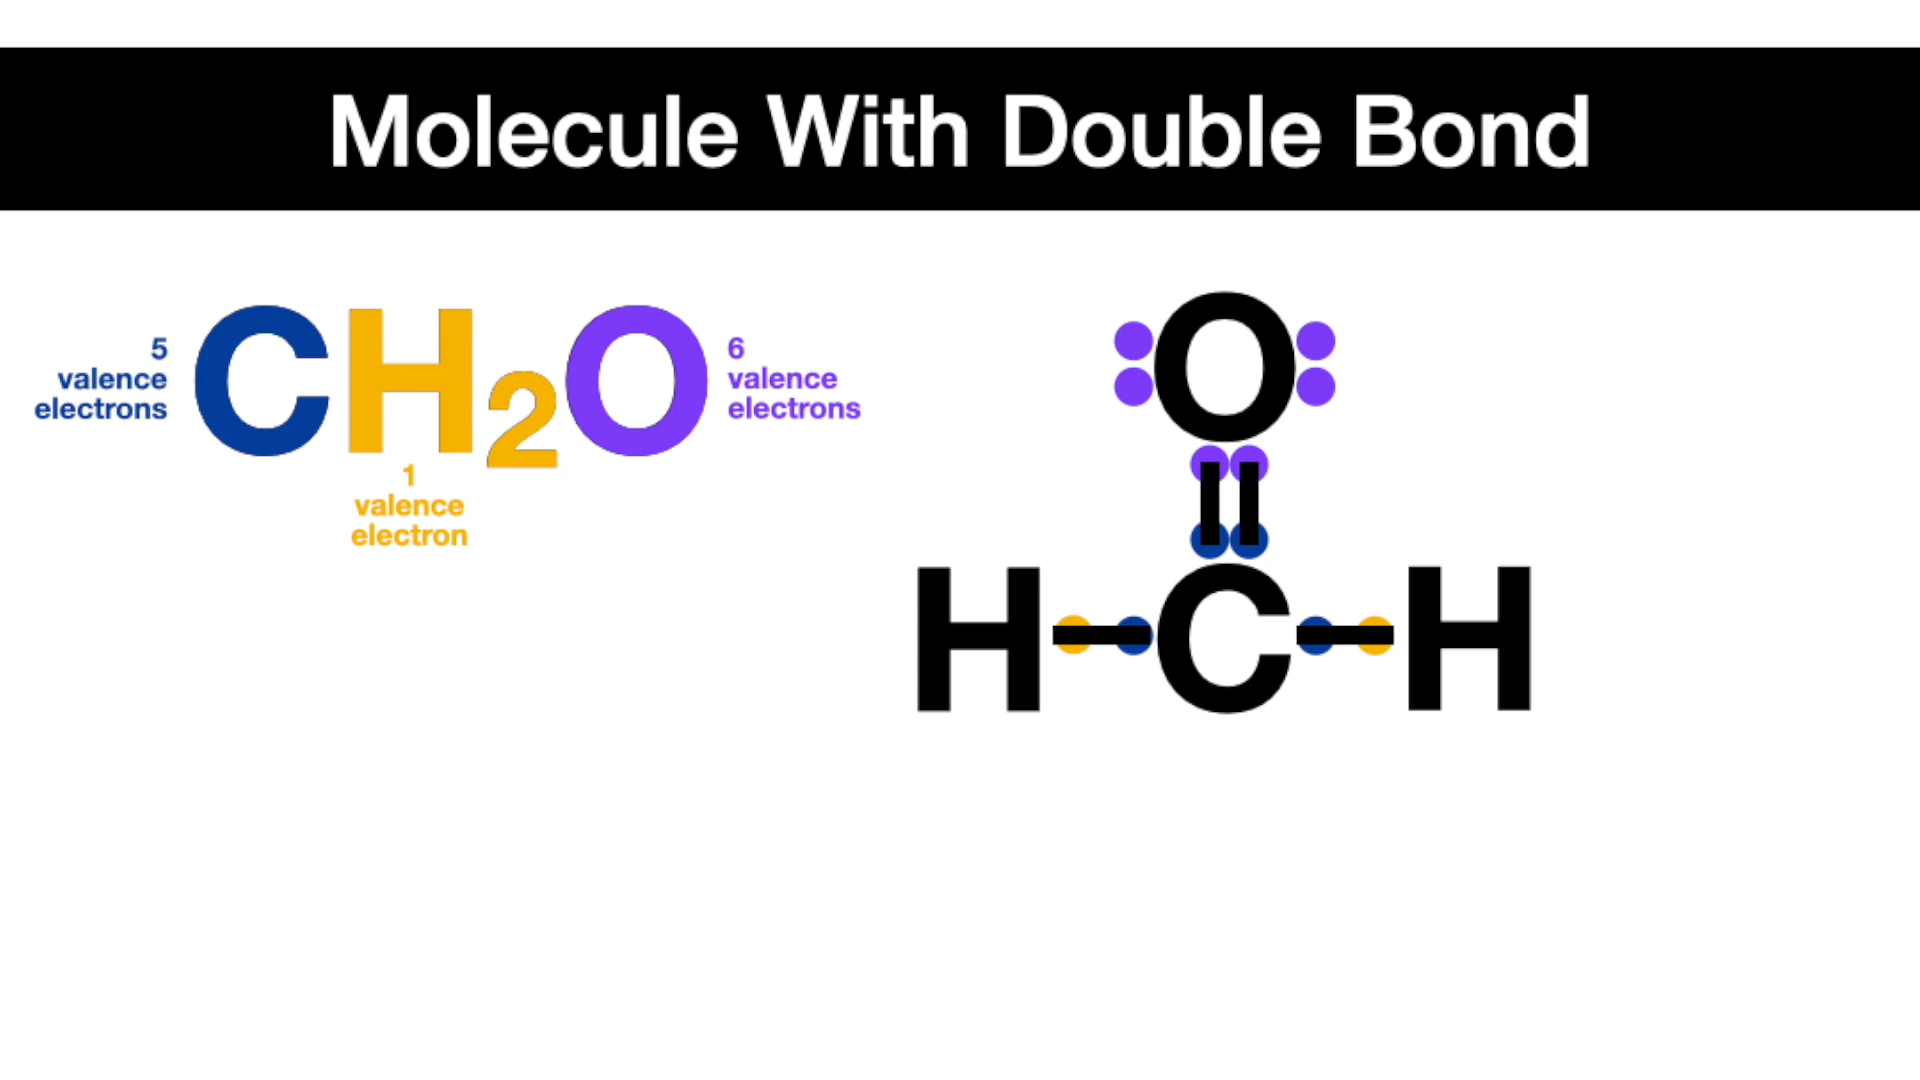 Molecule With Double Bond
5
valence
electrons
CH2O
6
valence
electrons
1
valence
electron
O
H C H